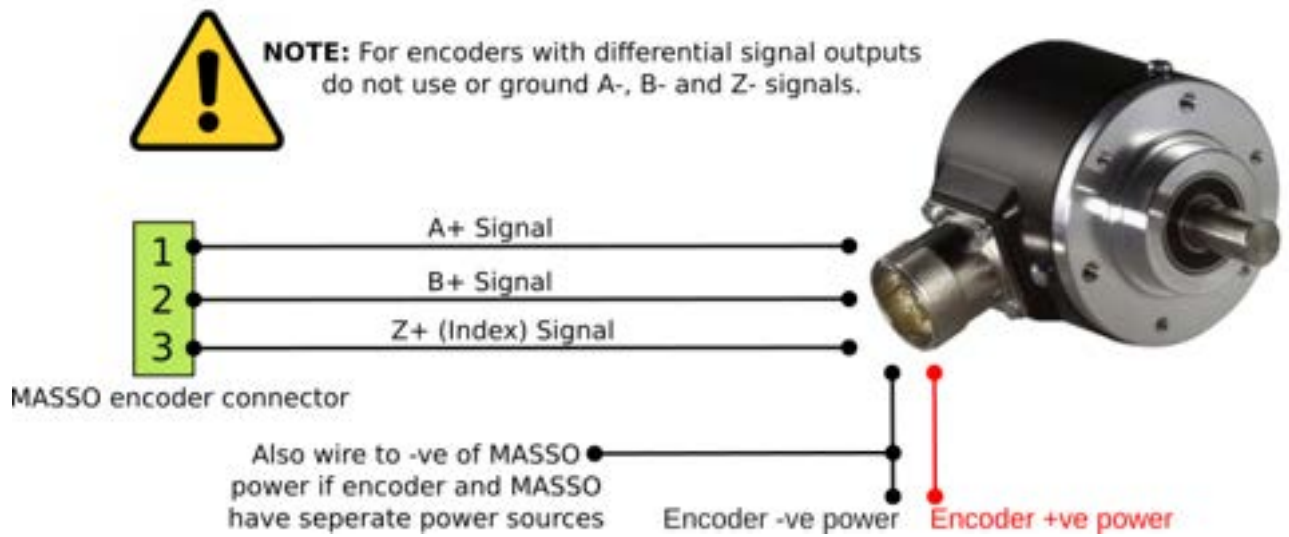 NOTE: For encoders with differential signal outputs
do not use or ground A-, B- and Z- signals.
A+ Signal
1
B+ Signal
2
Z+ (Index) Signal
3
MASSO encoder connector
Also wire to -ve of MASSO
power if encoder and MASSO
have seperate power sources
Encoder -ve power
Encoder +ve power